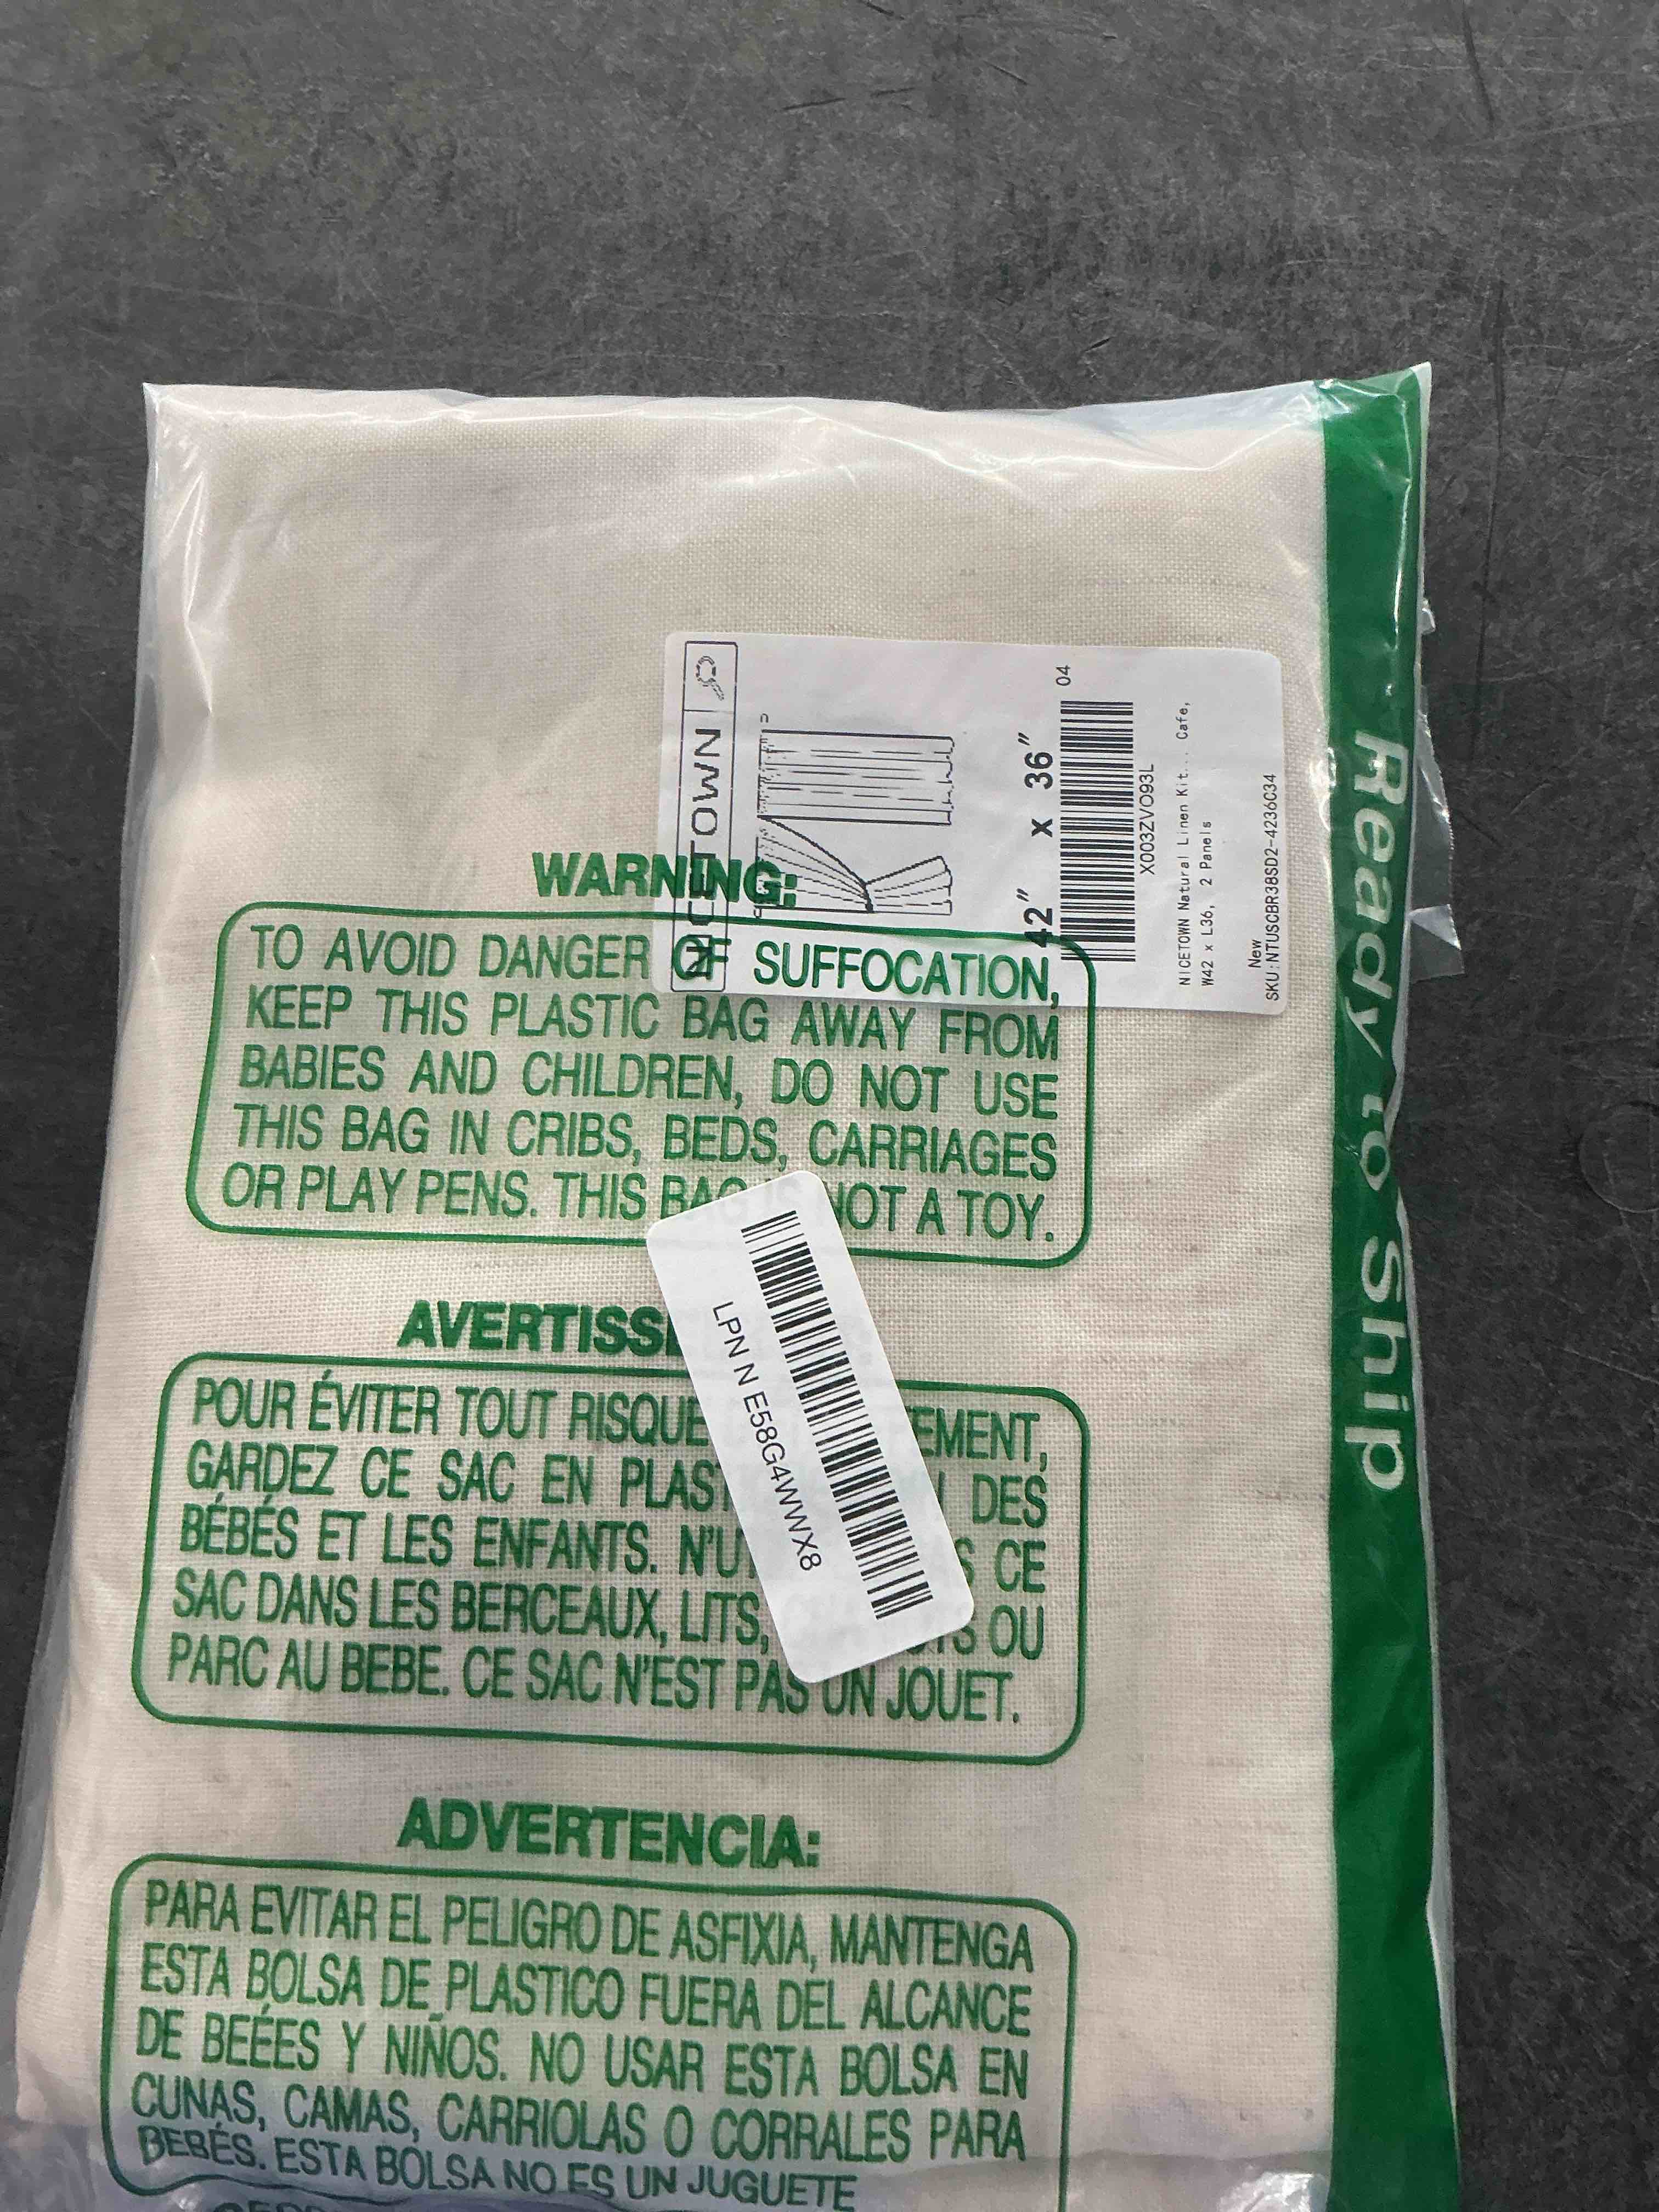 NICETOWN
42" x 36"
04
X003ZVO93L
NICETOWN Natural Linen Kit... Cafe,
W42 x L36, 2 Panels
New
SKU:NTUSCBR38SD2-4236C34
Ready to Ship
WARNING:
TO AVOID DANGER OF SUFFOCATION,
KEEP THIS PLASTIC BAG AWAY FROM
BABIES AND CHILDREN, DO NOT USE
THIS BAG IN CRIBS, BEDS, CARRIAGES
OR PLAY PENS. THIS BAG IS NOT A TOY.
LPN N E58G4WWX8
AVERTISSE
POUR ÉVITER TOUT RISQUE EMENT,
GARDEZ CE SAC EN PLAST DES
BÉBÉS ET LES ENFANTS. N'U S CE
SAC DANS LES BERCEAUX, LITS, OU
PARC AU BEBE. CE SAC N'EST PAS UN JOUET.
ADVERTENCIA:
PARA EVITAR EL PELIGRO DE ASFIXIA, MANTENGA
ESTA BOLSA DE PLASTICO FUERA DEL ALCANCE
DE BEÉES Y NIÑOS. NO USAR ESTA BOLSA EN
CUNAS, CAMAS, CARRIOLAS O CORRALES PARA
BEBÉS. ESTA BOLSA NO ES UN JUGUETE